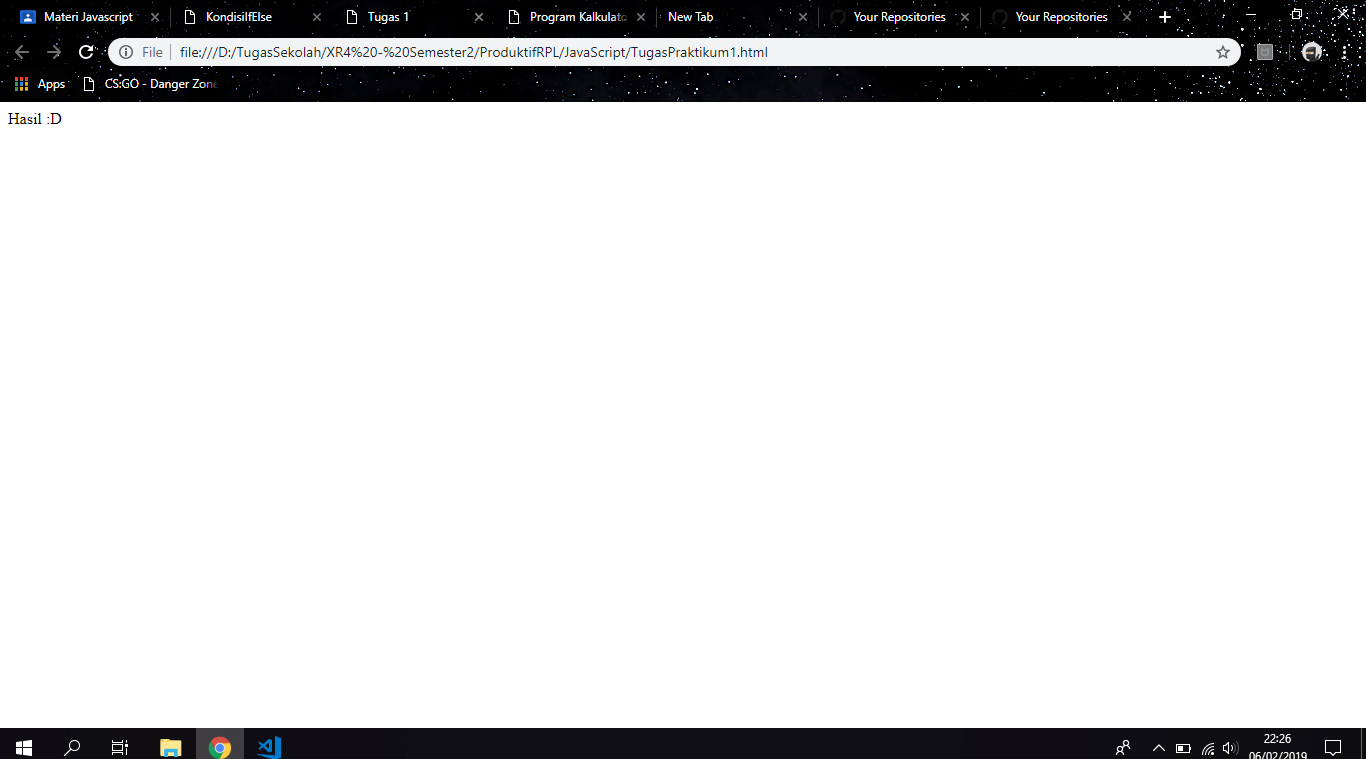 Materi Javascript KondisiIfElse Tugas 1 Program Kalkulato New Tab Your Repositories Your Repositories
File file:///D:/TugasSekolah/XR4%20-%20Semester2/ProduktifRPL/JavaScript/TugasPraktikum1.html
Apps CS:GO - Danger Zone
Hasil :D
22:26
06/02/2019